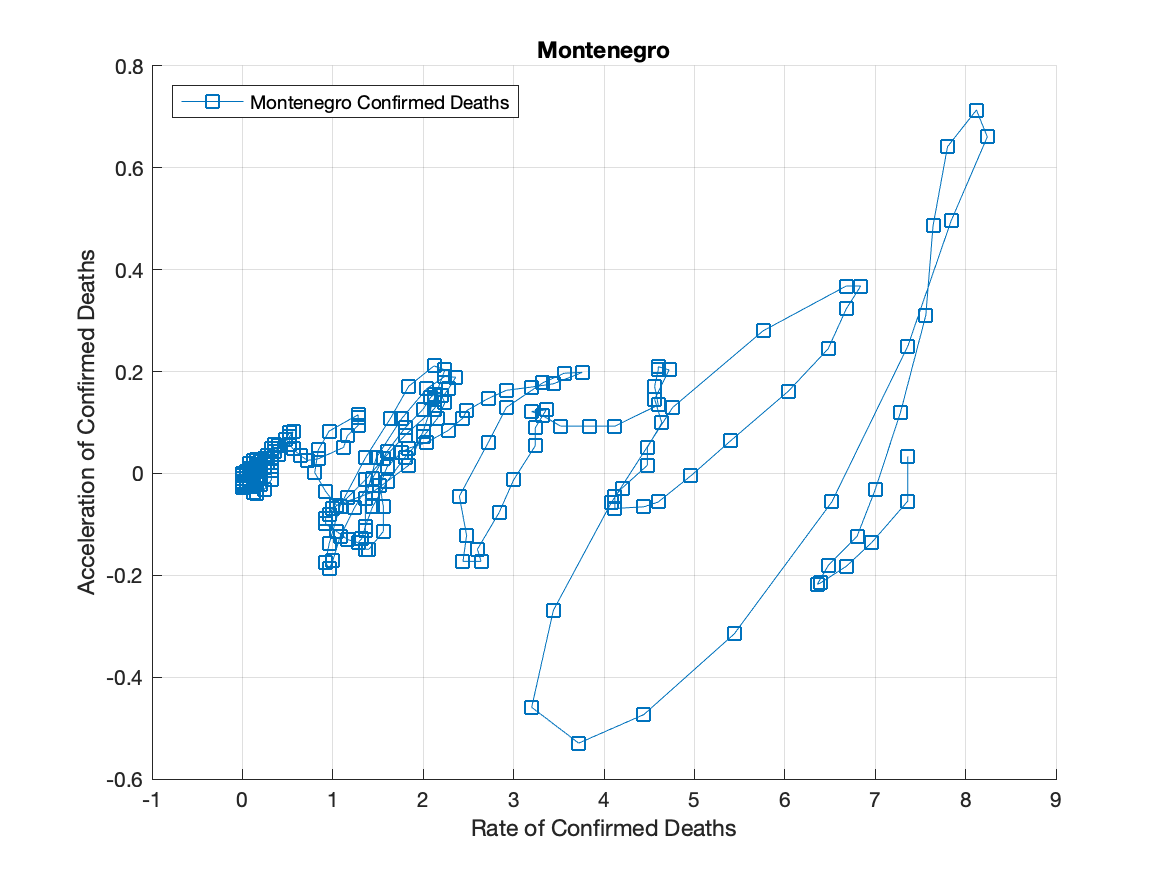 Montenegro
Montenegro Confirmed Deaths
0.8
0.6
0.4
0.2
0
-0.2
-0.4
-0.6
Acceleration of Confirmed Deaths
-1 0 1 2 3 4 5 6 7 8 9
Rate of Confirmed Deaths